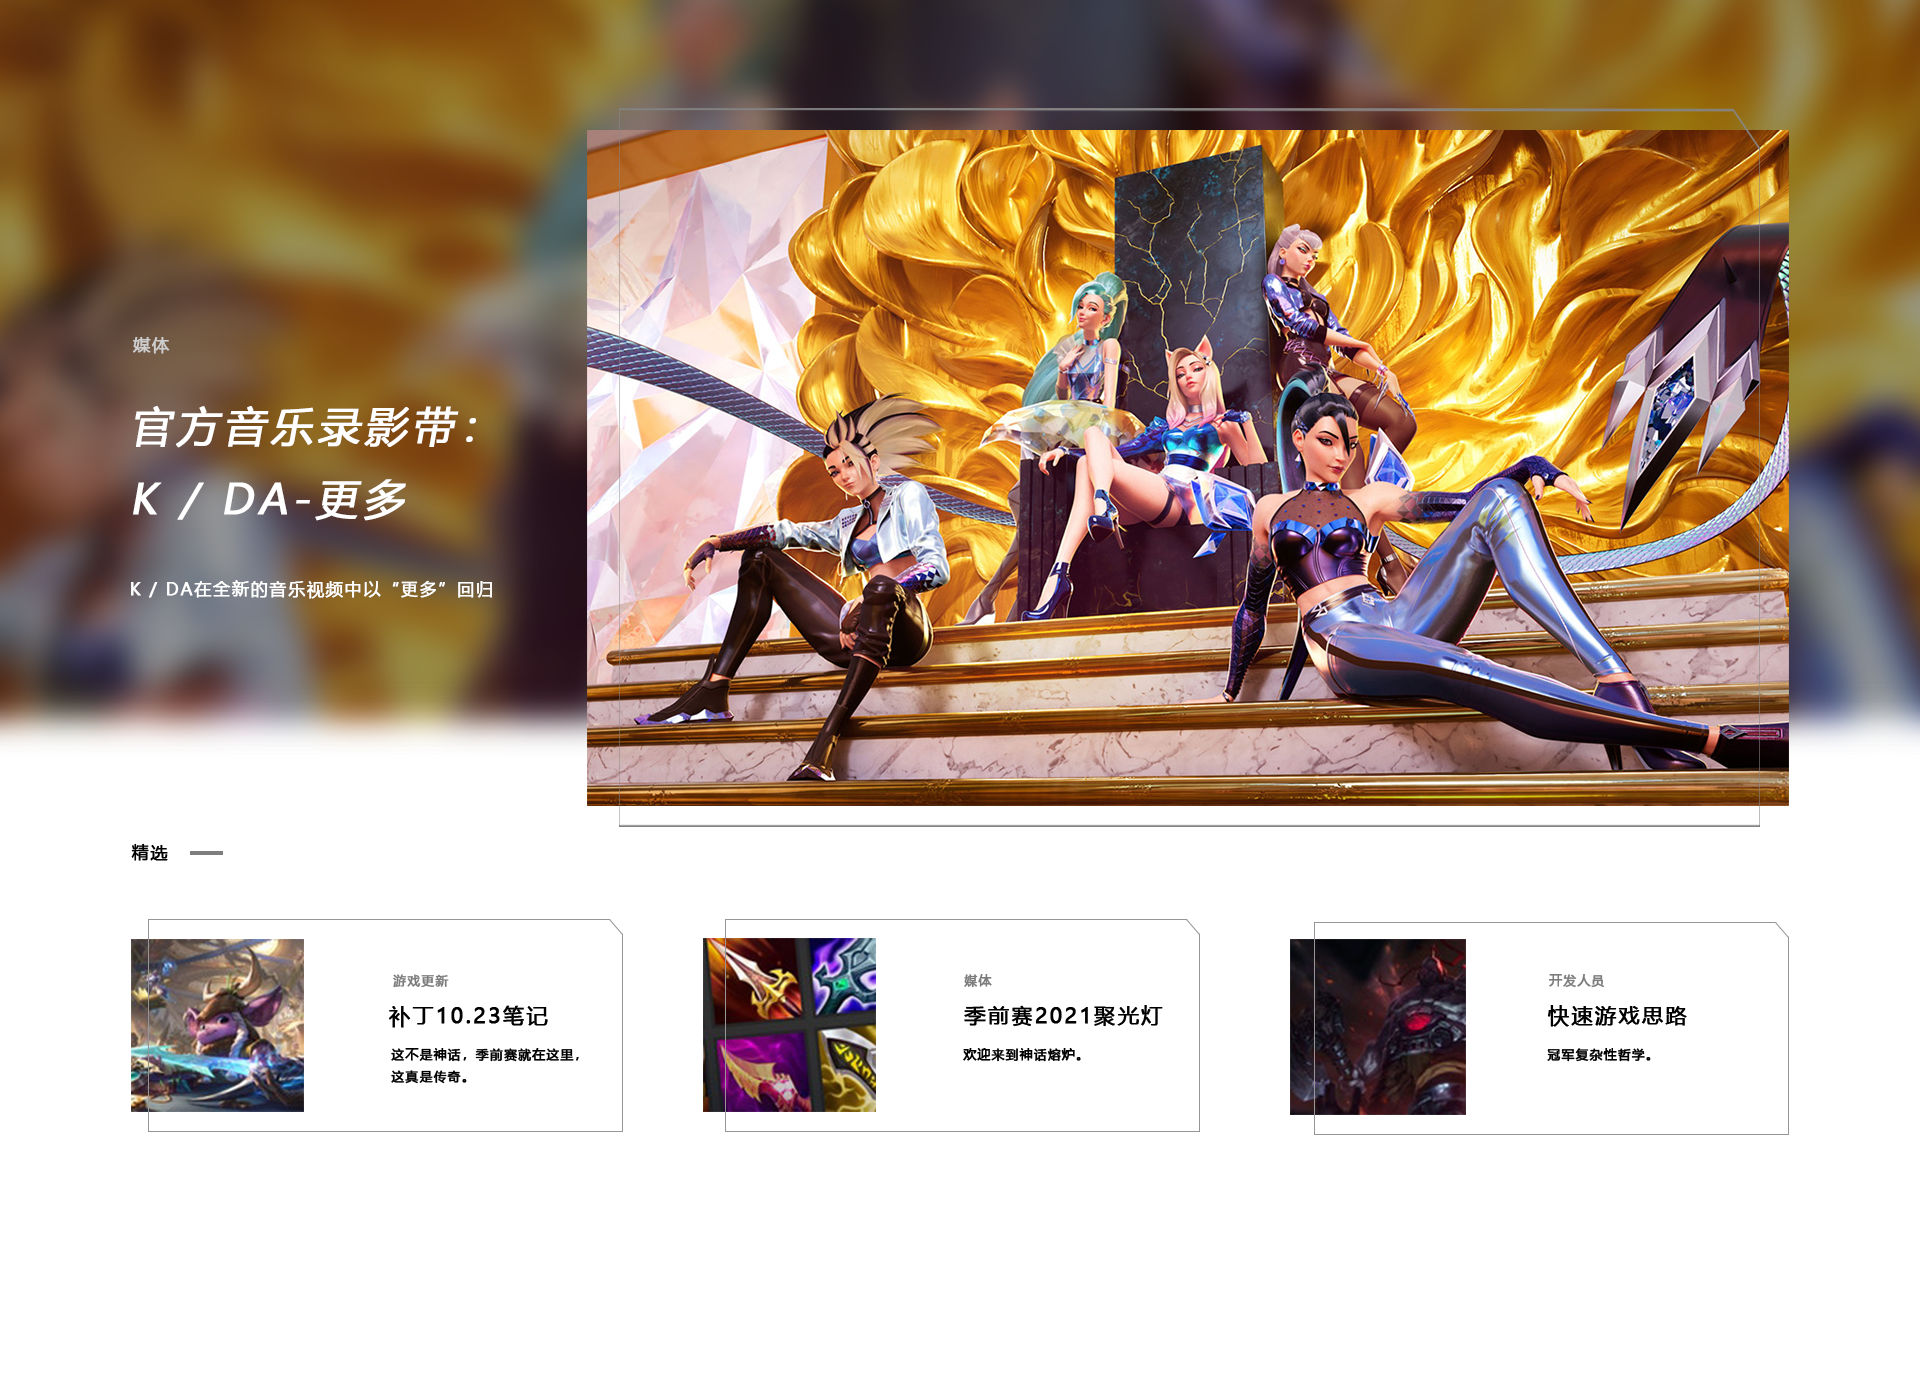 媒体
官方音乐录影带：
K / DA-更多
K / DA在全新的音乐视频中以“更多”回归
精选
游戏更新
补丁10.23笔记
这不是神话，季前赛就在这里，
这真是传奇。
媒体
季前赛2021聚光灯
欢迎来到神话熔炉。
开发人员
快速游戏思路
冠军复杂性哲学。